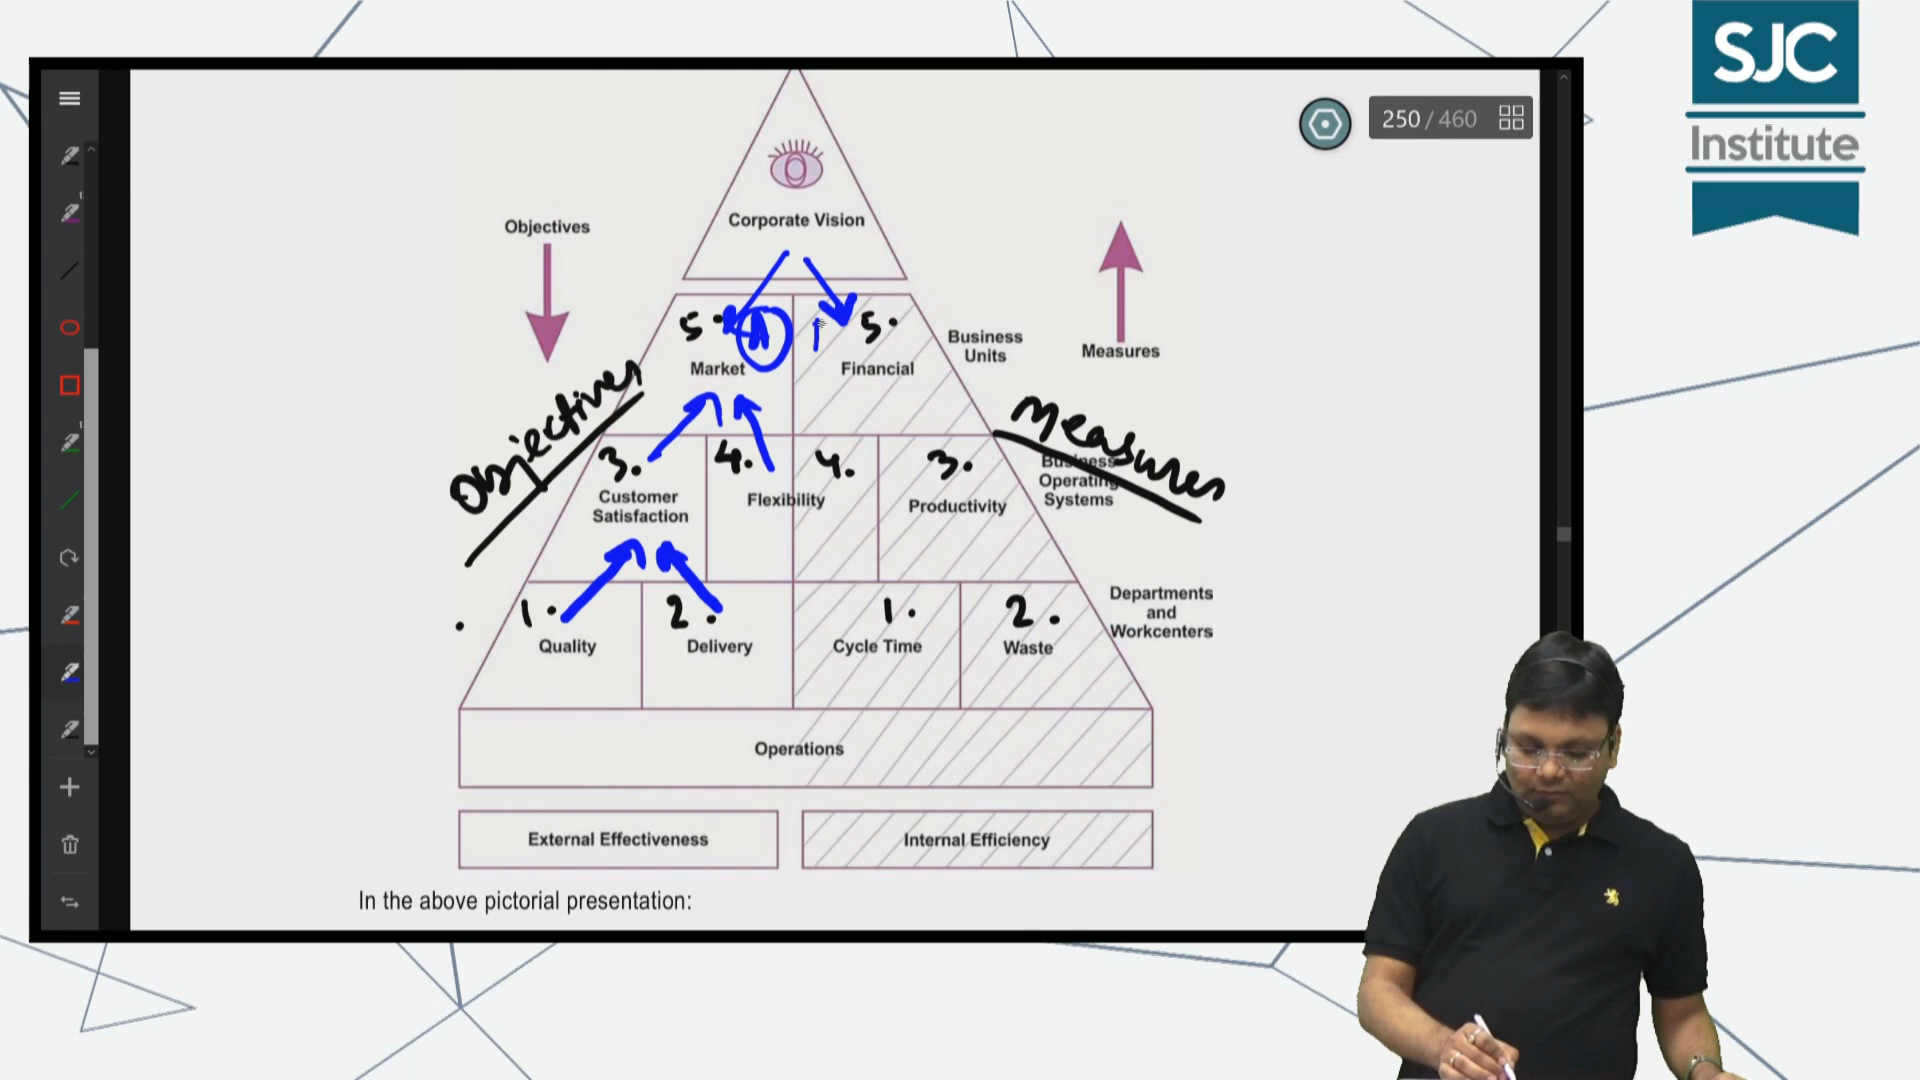 SJC
Institute
250 / 460
Corporate Vision
Objectives
Measures
5.
A
5.
Market
Financial
Business
Units
Objectives
Measures
3.
4.
4.
3.
Customer
Satisfaction
Flexibility
Productivity
Business
Operating
Systems
1.
2.
1.
2.
Quality
Delivery
Cycle Time
Waste
Departments
and
Workcenters
Operations
External Effectiveness
Internal Efficiency
In the above pictorial presentation: